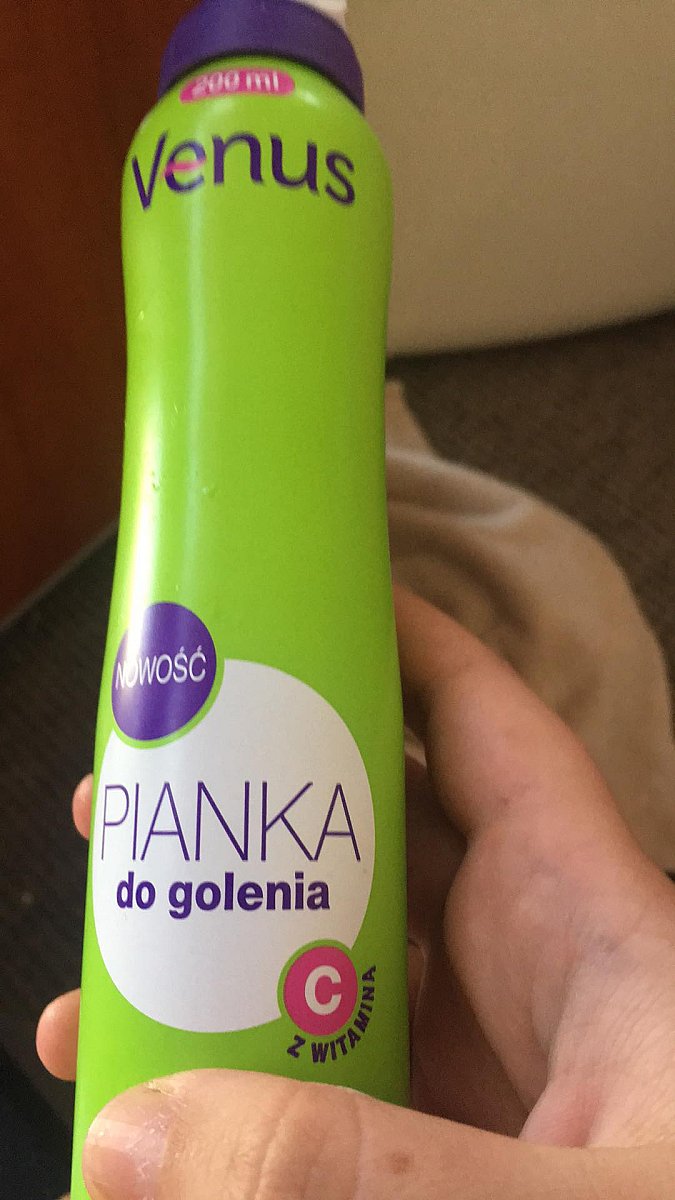 200 ml
Venus
NOWOŚĆ
PIANKA
do golenia
C
Z WITAMINĄ